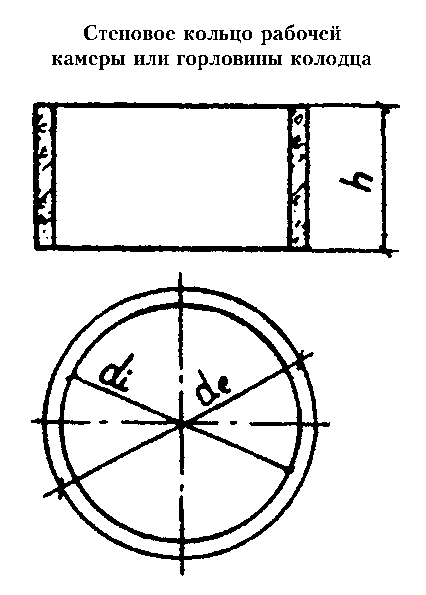 Стеновое кольцо рабочей
камеры или горловины колодца
h
di
de